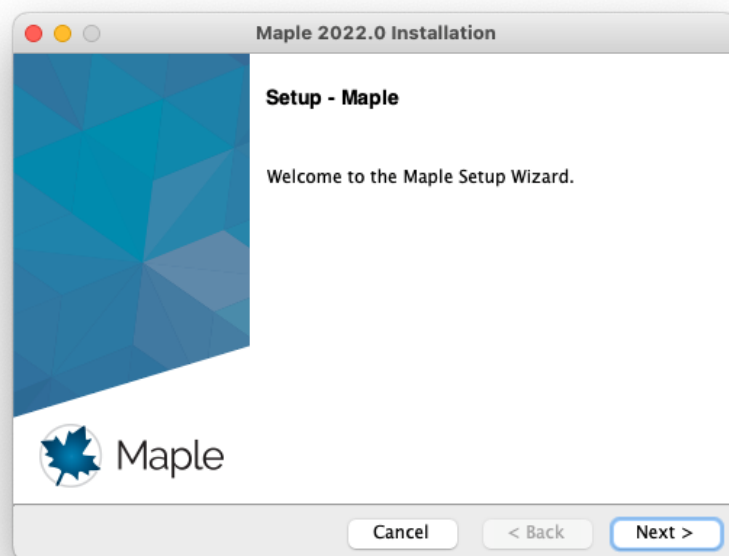 Maple 2022.0 Installation
Setup - Maple
Welcome to the Maple Setup Wizard.
Maple
Cancel
< Back
Next >